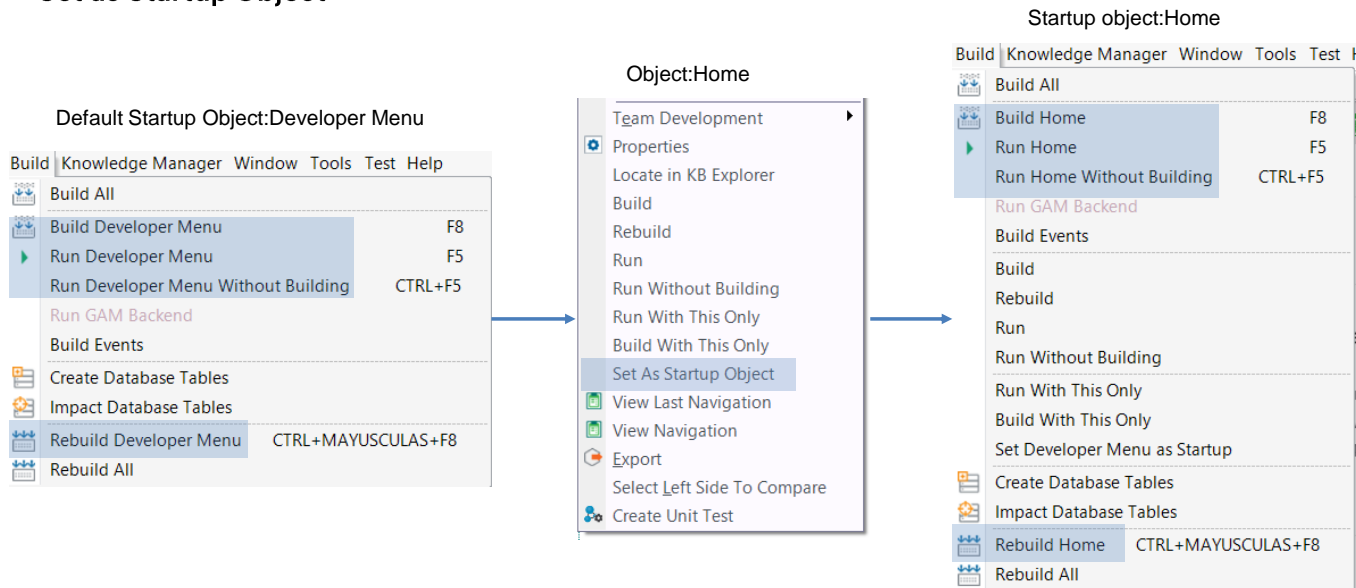 Set as Startup Object
Default Startup Object:Developer Menu
Build Knowledge Manager Window Tools Test Help
Build All
Build Developer Menu F8
Run Developer Menu F5
Run Developer Menu Without Building CTRL+F5
Run GAM Backend
Build Events
Create Database Tables
Impact Database Tables
Rebuild Developer Menu CTRL+MAYUSCULAS+F8
Rebuild All
Object:Home
Team Development
Properties
Locate in KB Explorer
Build
Rebuild
Run
Run Without Building
Run With This Only
Build With This Only
Set As Startup Object
View Last Navigation
View Navigation
Export
Select Left Side To Compare
Create Unit Test
Startup object:Home
Build Knowledge Manager Window Tools Test
Build All
Build Home F8
Run Home F5
Run Home Without Building CTRL+F5
Run GAM Backend
Build Events
Build
Rebuild
Run
Run Without Building
Run With This Only
Build With This Only
Set Developer Menu as Startup
Create Database Tables
Impact Database Tables
Rebuild Home CTRL+MAYUSCULAS+F8
Rebuild All